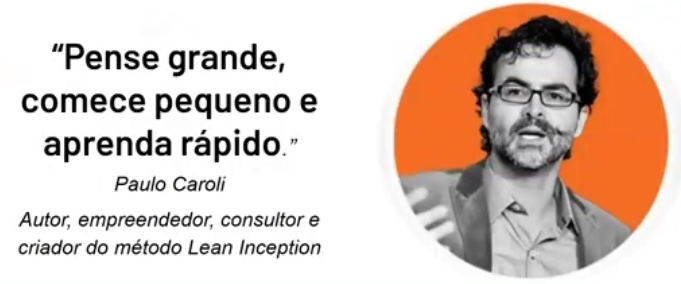 “Pense grande,
comece pequeno e
aprenda rápido.”
Paulo Caroli
Autor, empreendedor, consultor e
criador do método Lean Inception